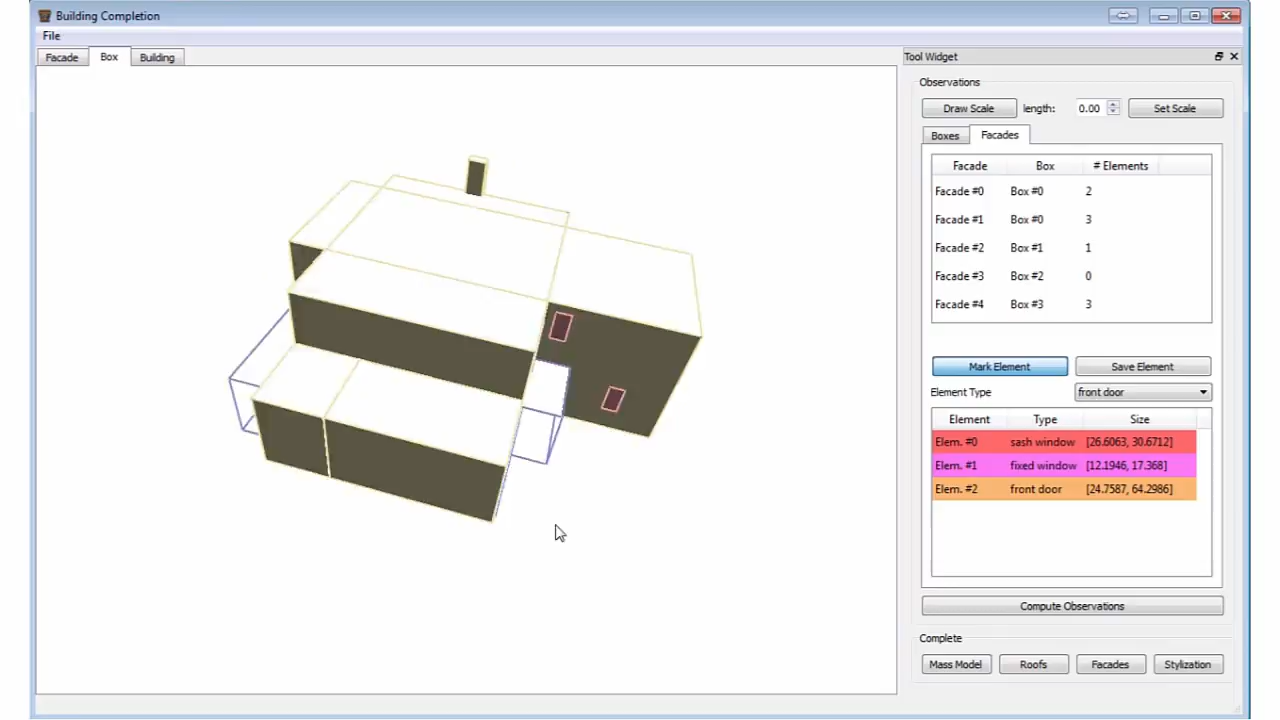 Building Completion
File
Facade Box Building
Tool Widget
Observations
Draw Scale length: 0.00 Set Scale
Boxes Facades
Facade Box # Elements
Facade #0 Box #0 2
Facade #1 Box #0 3
Facade #2 Box #1 1
Facade #3 Box #2 0
Facade #4 Box #3 3
Mark Element Save Element
Element Type front door
Element Type Size
Elem. #0 sash window [26.6063, 30.6712]
Elem. #1 fixed window [12.1946, 17.368]
Elem. #2 front door [24.7587, 64.2986]
Compute Observations
Complete
Mass Model Roofs Facades Stylization